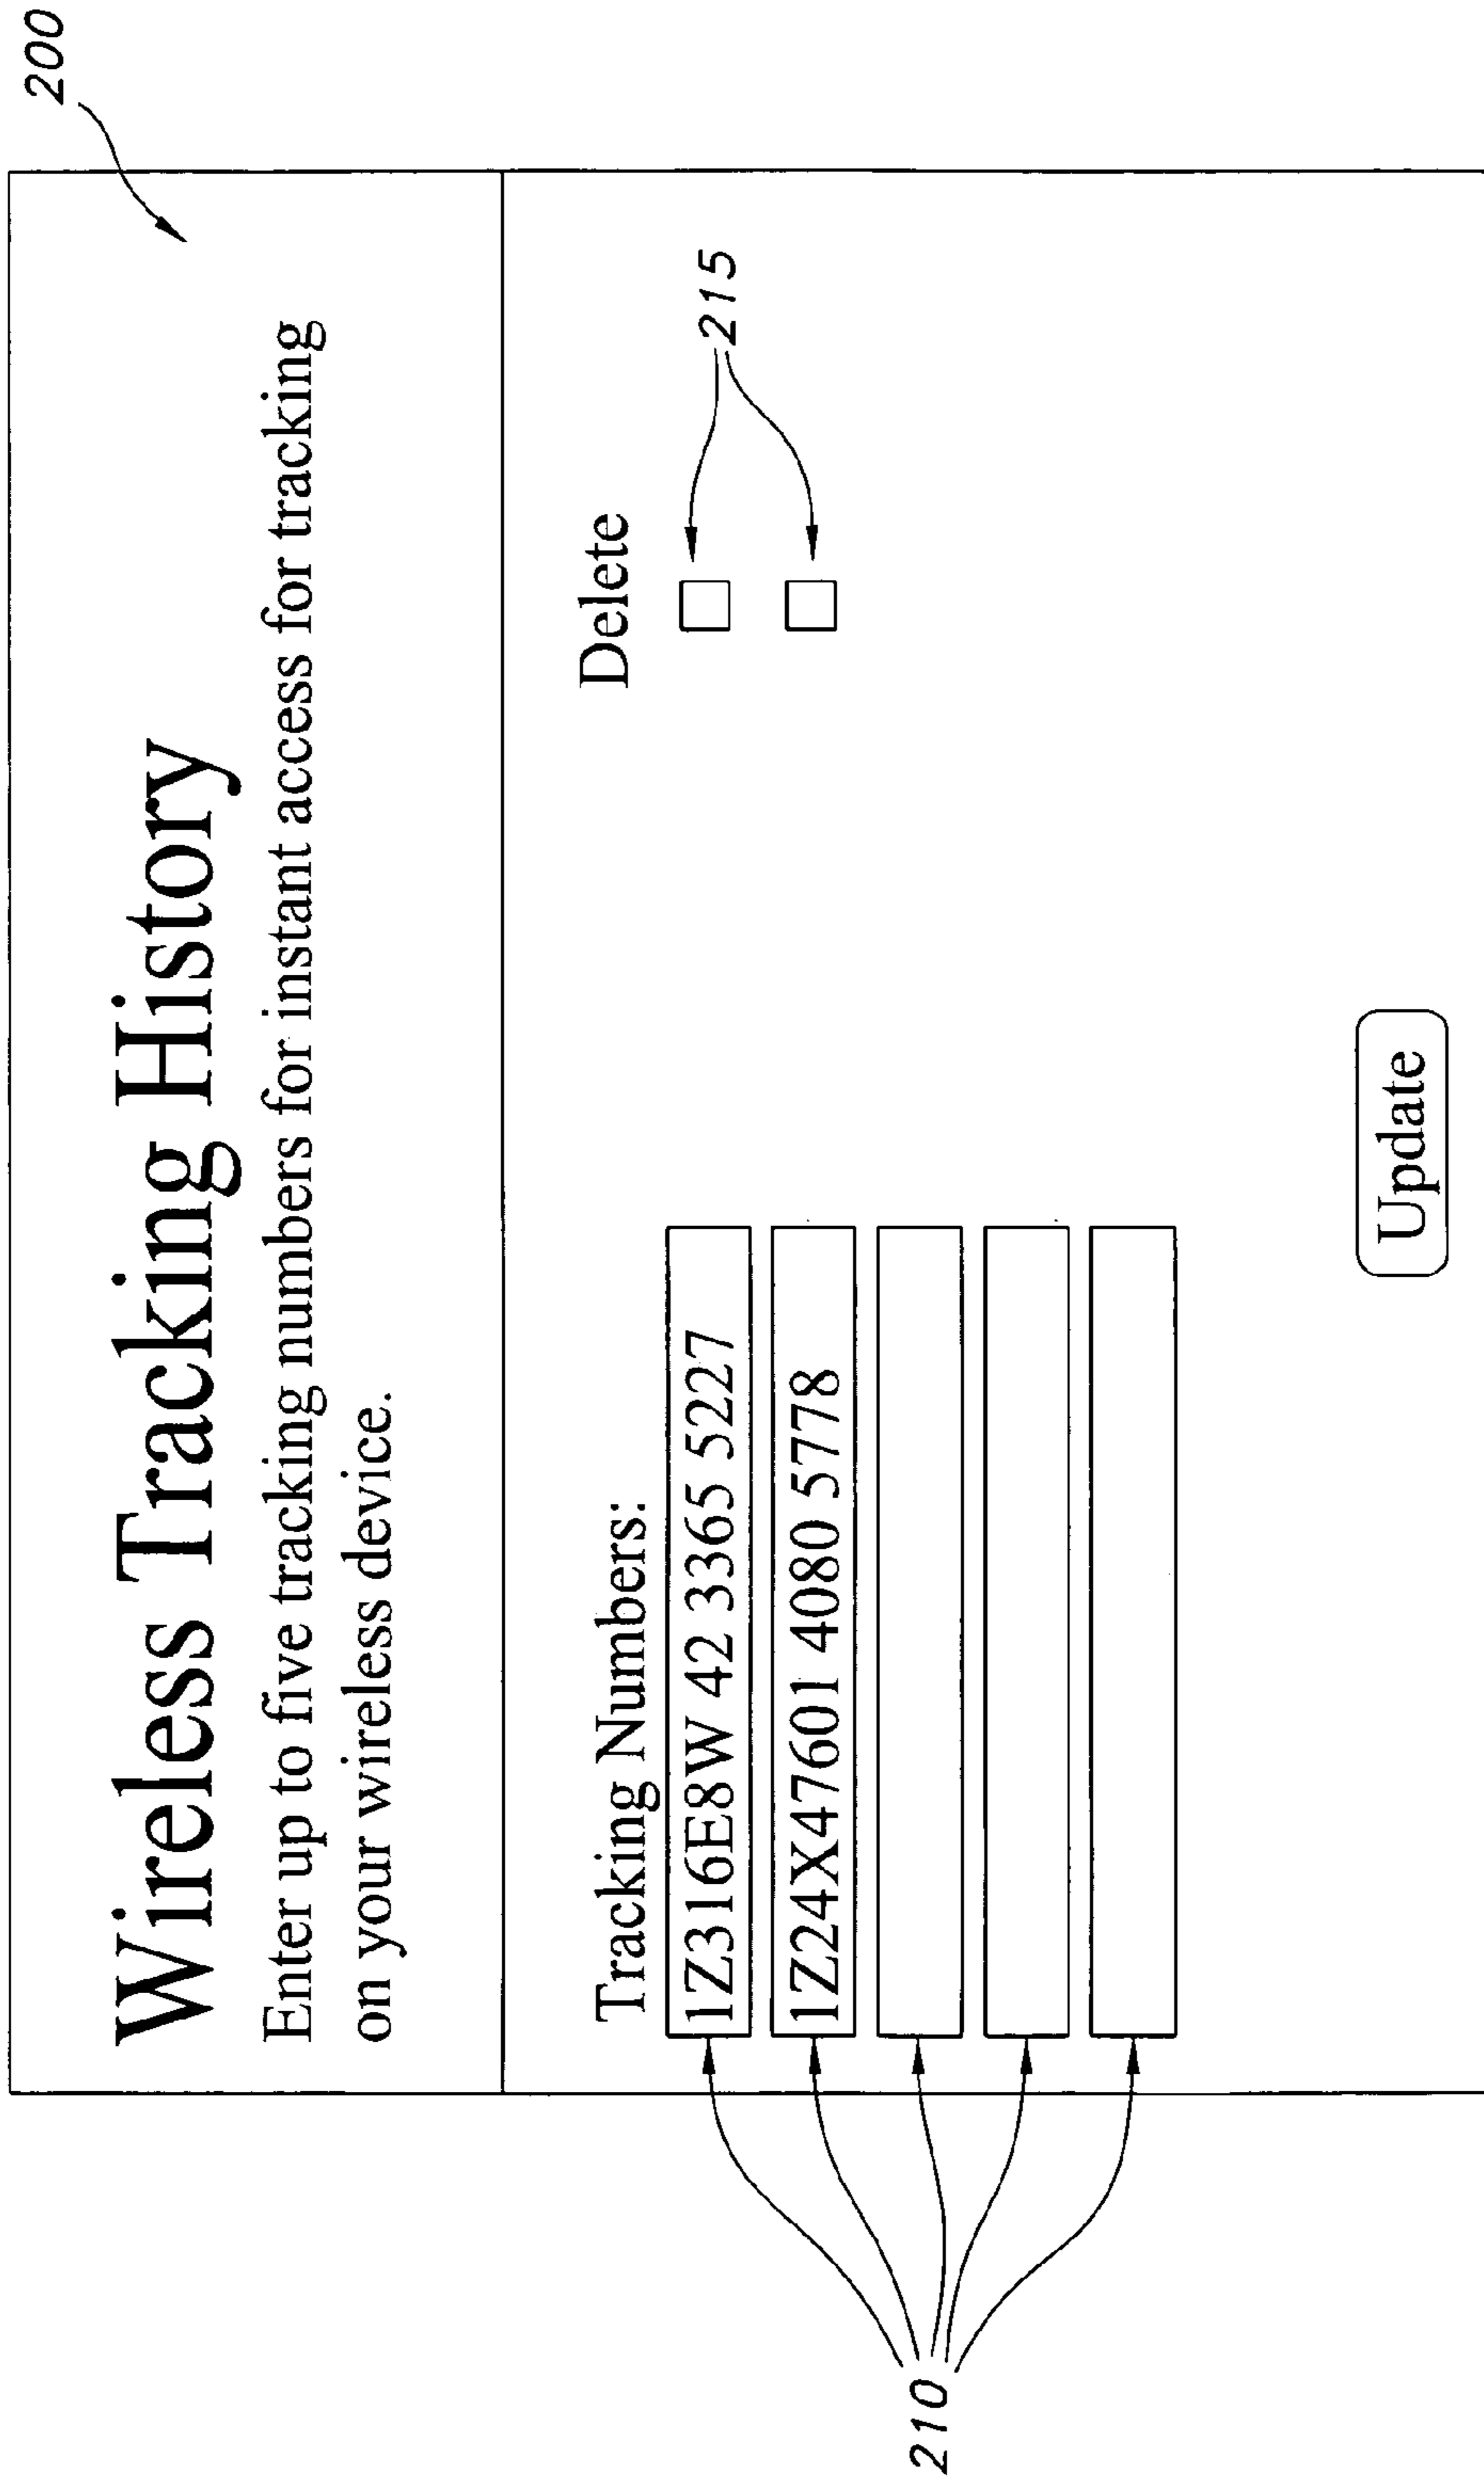 200
Wireless Tracking History
Enter up to five tracking numbers for instant access for tracking
on your wireless device.
Tracking Numbers:
Delete
1Z316E8W 42 3365 5227
215
1Z24X47601 4080 5778
210
Update